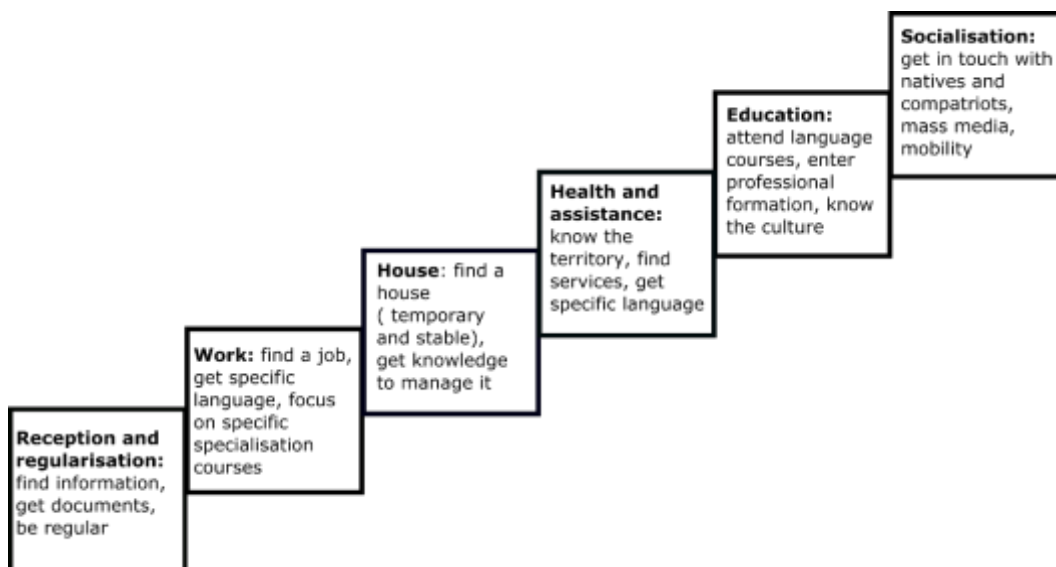 Reception and
regularisation:
find information,
get documents,
be regular
Work: find a job,
get specific
language, focus
on specific
specialisation
courses
House: find a
house
( temporary
and stable),
get knowledge
to manage it
Health and
assistance:
know the
territory, find
services, get
specific language
Education:
attend language
courses, enter
professional
formation, know
the culture
Socialisation:
get in touch with
natives and
compatriots,
mass media,
mobility